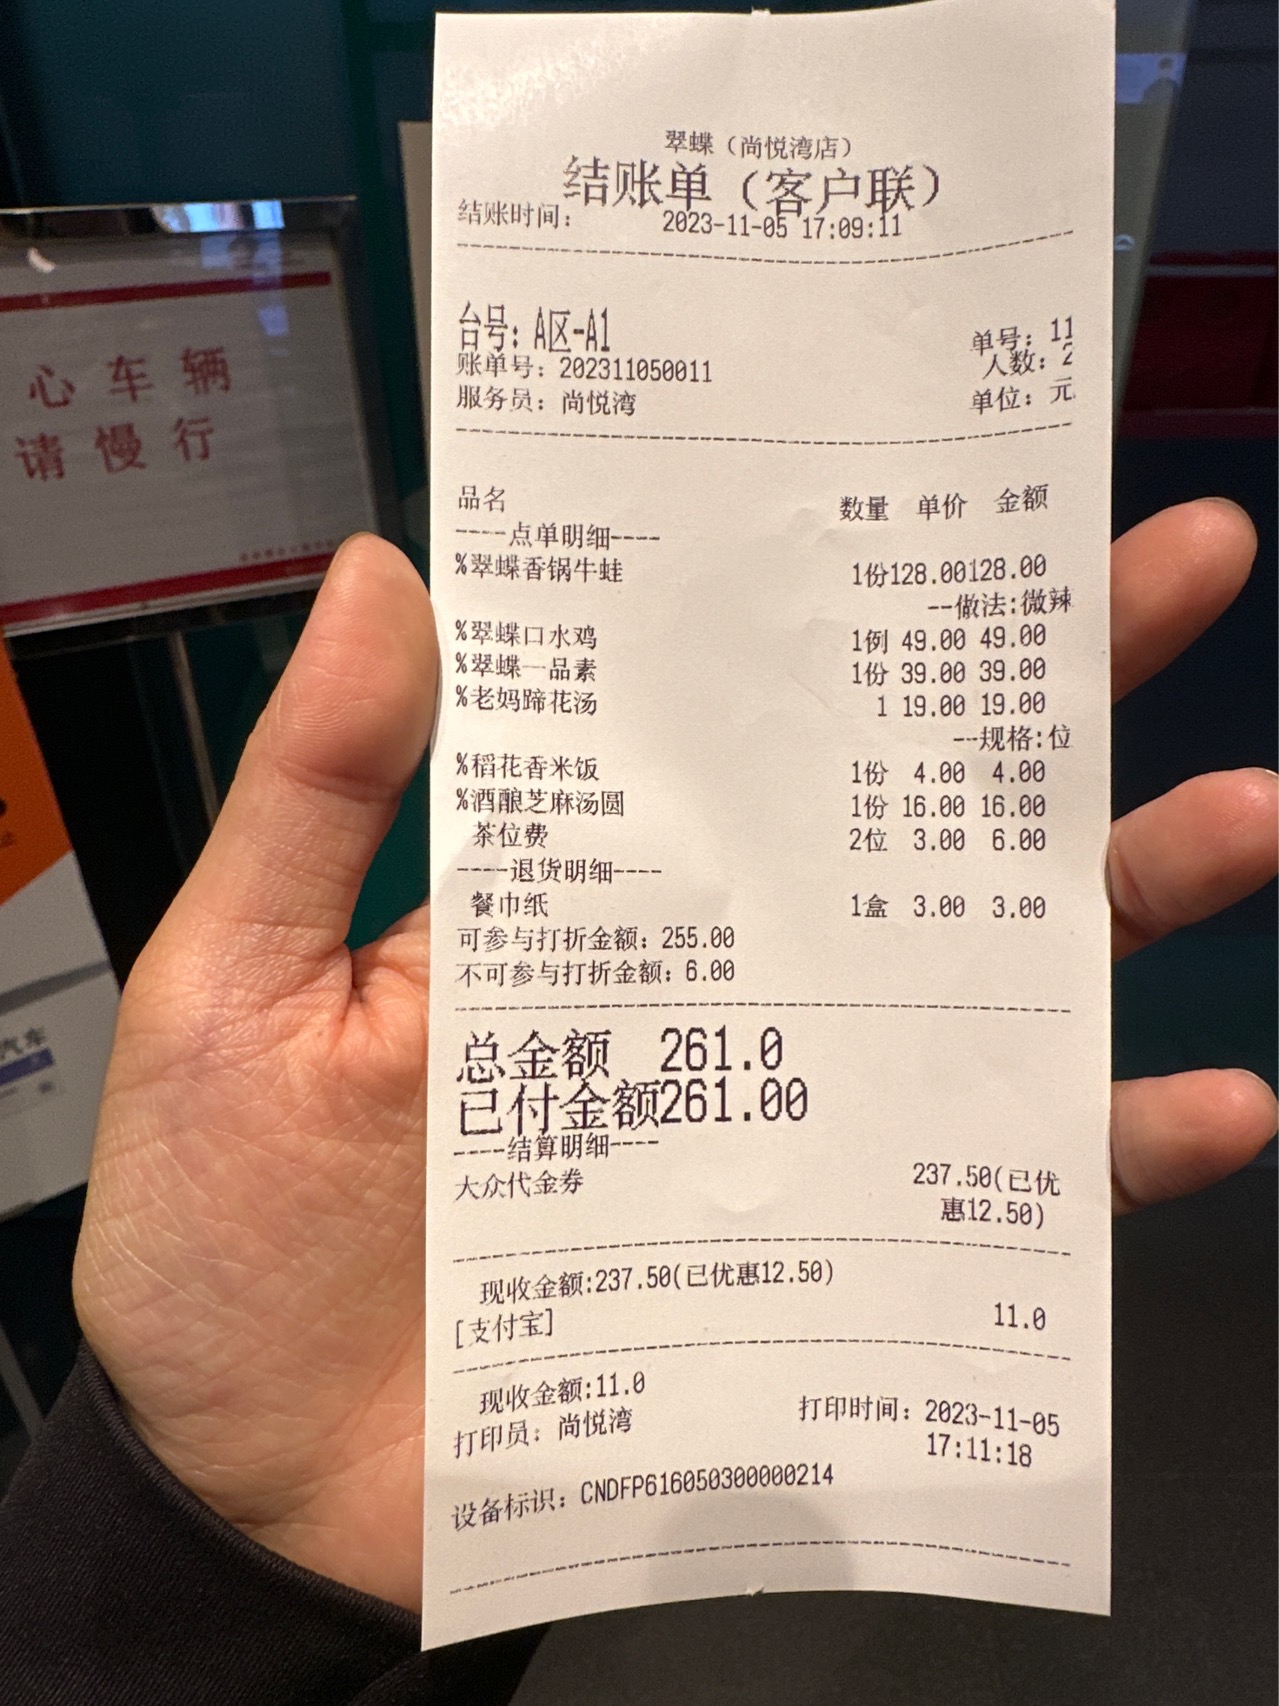 翠蝶（尚悦湾店）
结账单（客户联）
结账时间： 2023-11-05 17:09:11
台号：A区-A1
单号：11
账单号：202311050011
人数：2
服务员：尚悦湾
单位：元
品名 数量 单价 金额
----点单明细----
%翠蝶香锅牛蛙 1份128.00128.00
--做法:微辣
%翠蝶口水鸡 1例 49.00 49.00
%翠蝶一品素 1份 39.00 39.00
%老妈蹄花汤 1 19.00 19.00
--规格:位
%稻花香米饭 1份 4.00 4.00
%酒酿芝麻汤圆 1份 16.00 16.00
茶位费 2位 3.00 6.00
----退货明细----
餐巾纸 1盒 3.00 3.00
可参与打折金额：255.00
不可参与打折金额：6.00
总金额 261.0
已付金额261.00
----结算明细----
大众代金券 237.50(已优
惠12.50)
现收金额:237.50(已优惠12.50)
[支付宝] 11.0
现收金额:11.0
打印员：尚悦湾 打印时间：2023-11-05
17:11:18
设备标识：CNDFP616050300000214
心车辆
请慢行
汽车